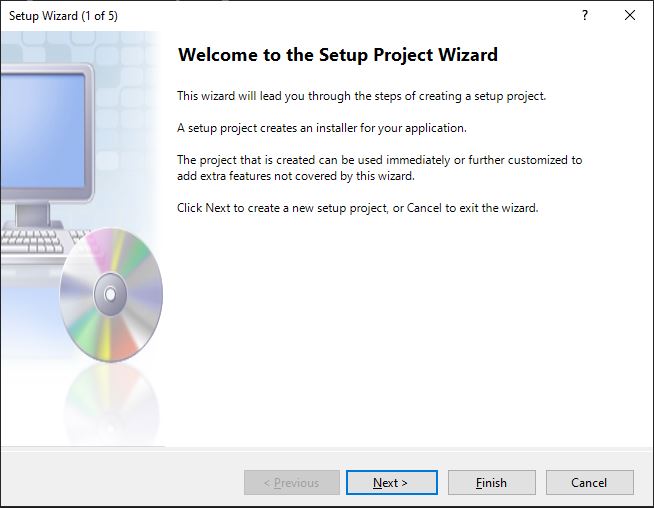 Setup Wizard (1 of 5)
?
Welcome to the Setup Project Wizard
This wizard will lead you through the steps of creating a setup project.
A setup project creates an installer for your application.
The project that is created can be used immediately or further customized to
add extra features not covered by this wizard.
Click Next to create a new setup project, or Cancel to exit the wizard.
< Previous
Next >
Finish
Cancel